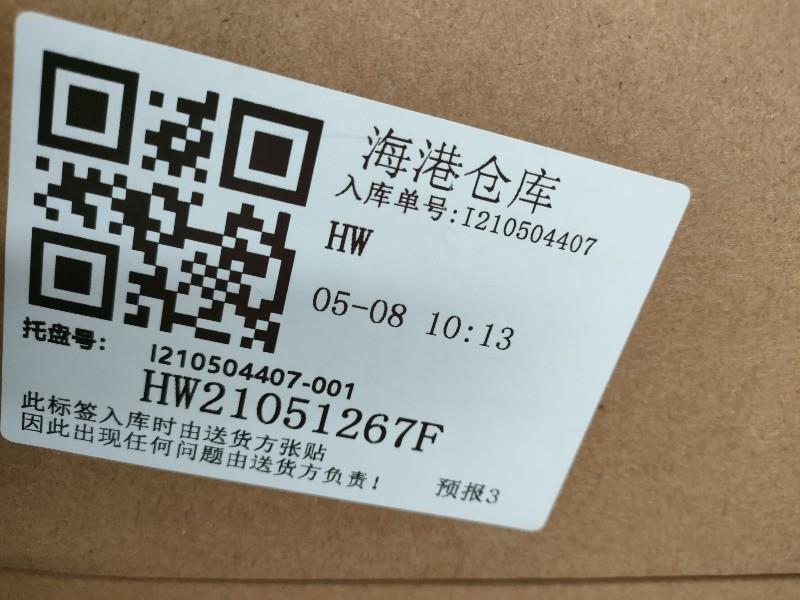 海港仓库
入库单号:I210504407
HW
05-08 10:13
托盘号:
I210504407-001
HW21051267F
此标签入库时由送货方张贴
因此出现任何问题由送货方负责!
预报3